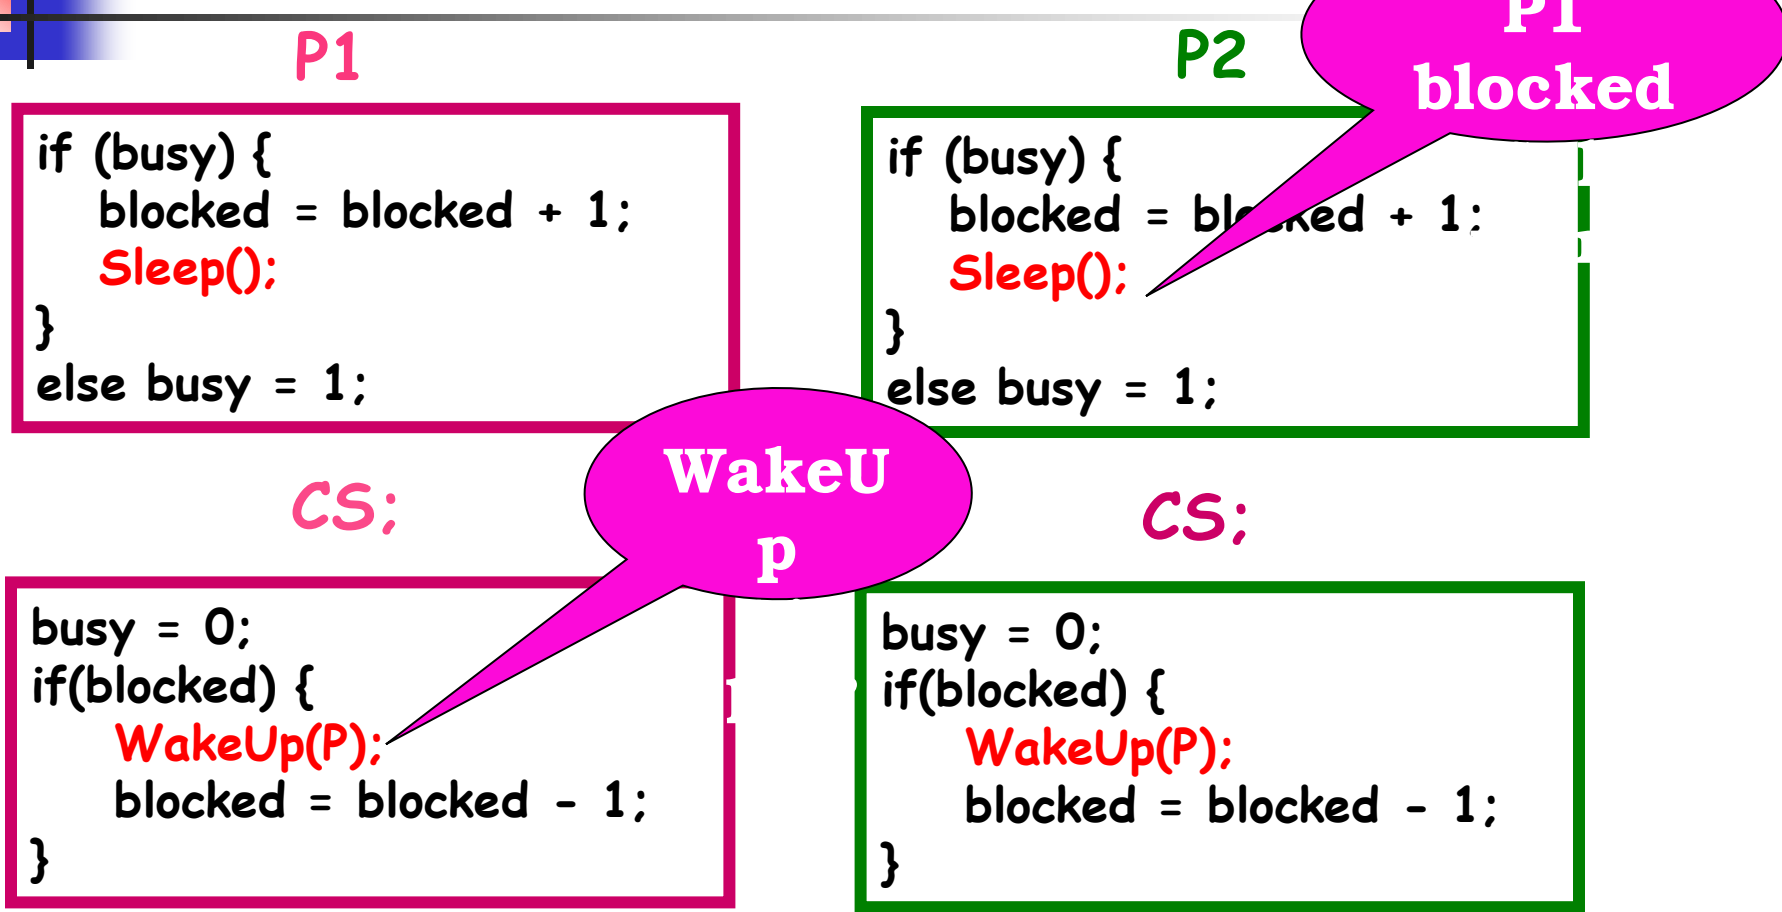 P1
P2
P1
blocked
if (busy) {
blocked = blocked + 1;
Sleep();
}
else busy = 1;
if (busy) {
blocked = blocked + 1;
Sleep();
}
else busy = 1;
WakeU
p
CS;
CS;
busy = 0;
if(blocked) {
WakeUp(P);
blocked = blocked - 1;
}
busy = 0;
if(blocked) {
WakeUp(P);
blocked = blocked - 1;
}